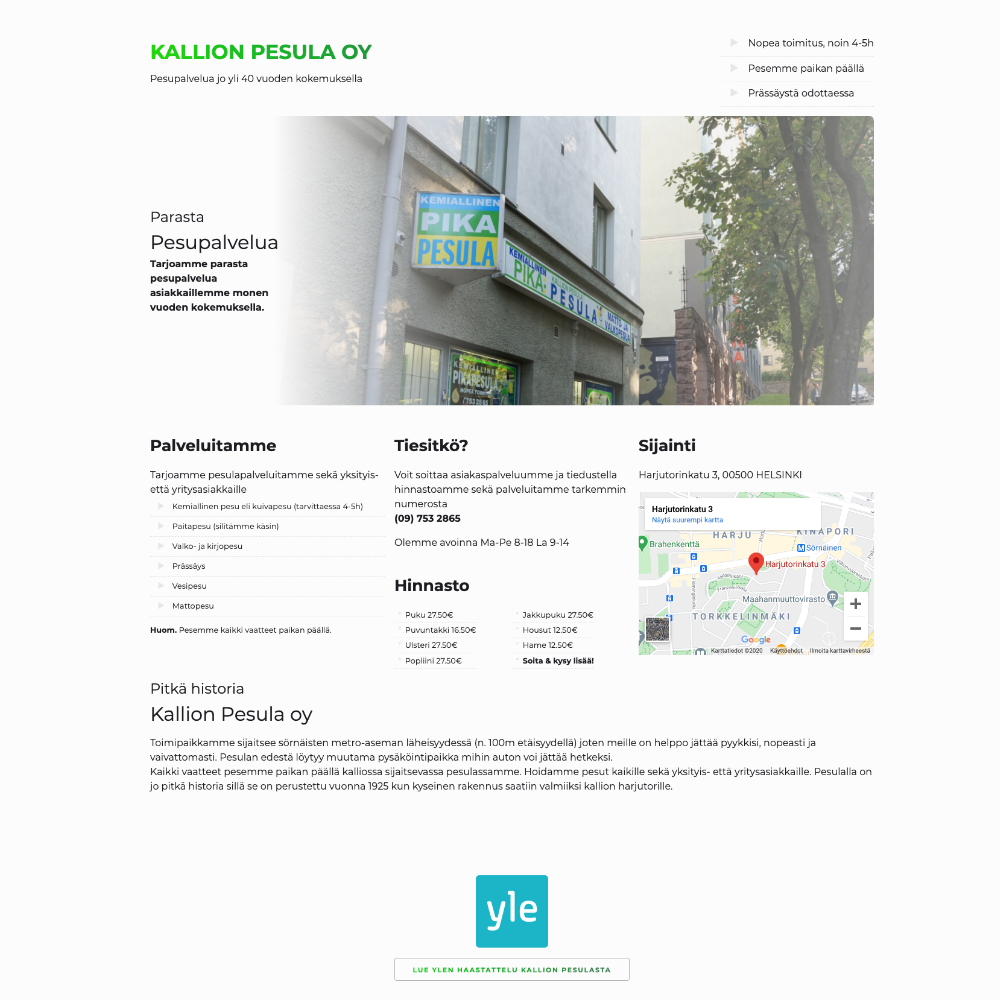 KALLION PESULA OY
Pesupalvelua jo yli 40 vuoden kokemuksella
Nopea toimitus, noin 4-5h
Pesemme paikan päällä
Prässäystä odottaessa
Parasta
Pesupalvelua
Tarjoamme parasta
pesupalvelua
asiakkaillemme monen
vuoden kokemuksella.
KEMIALLINEN
PIKA
PESULA
KEMIALLINEN
PIKA-
PESULA
MATTO JA
VALKOPESULA
KEMIALLINEN
PIKAPESULA
NOPEA TOIMITUS
753 2865
Palveluitamme
Tarjoamme pesulapalveluitamme sekä yksityis-
että yritysasiakkaille
Kemiallinen pesu eli kuivapesu (tarvittaessa 4-5h)
Paitapesu (silitämme käsin)
Valko- ja kirjopesu
Prässäys
Vesipesu
Mattopesu
Huom. Pesemme kaikki vaatteet paikan päällä.
Tiesitkö?
Voit soittaa asiakaspalveluumme ja tiedustella
hinnastoamme sekä palveluitamme tarkemmin
numerosta
(09) 753 2865
Olemme avoinna Ma-Pe 8-18 La 9-14
Hinnasto
Puku 27.50€
Puvuntakki 16.50€
Ulsteri 27.50€
Popliini 27.50€
Jakkupuku 27.50€
Housut 12.50€
Hame 12.50€
Soita & kysy lisää!
Sijainti
Harjutorinkatu 3, 00500 HELSINKI
Harjutorinkatu 3
Näytä suurempi kartta
HARJU
KINAPORI
Brahenkenttä
Sörnäinen
Harjutorinkatu 3
Maahanmuuttovirasto
TORKKELINMÄKI
Google
Karttatiedot ©2020 Käyttöehdot Ilmoita karttavirheestä
Pitkä historia
Kallion Pesula oy
Toimipaikkamme sijaitsee sörnäisten metro-aseman läheisyydessä (n. 100m etäisyydellä) joten meille on helppo jättää pyykkisi, nopeasti ja
vaivattomasti. Pesulan edestä löytyy muutama pysäköintipaikka mihin auton voi jättää hetkeksi.
Kaikki vaatteet pesemme paikan päällä kalliossa sijaitsevassa pesulassamme. Hoidamme pesut kaikille sekä yksityis- että yritysasiakkaille. Pesulalla on
jo pitkä historia sillä se on perustettu vuonna 1925 kun kyseinen rakennus saatiin valmiiksi kallion harjutorille.
yle
LUE YLEN HAASTATTELU KALLION PESULASTA